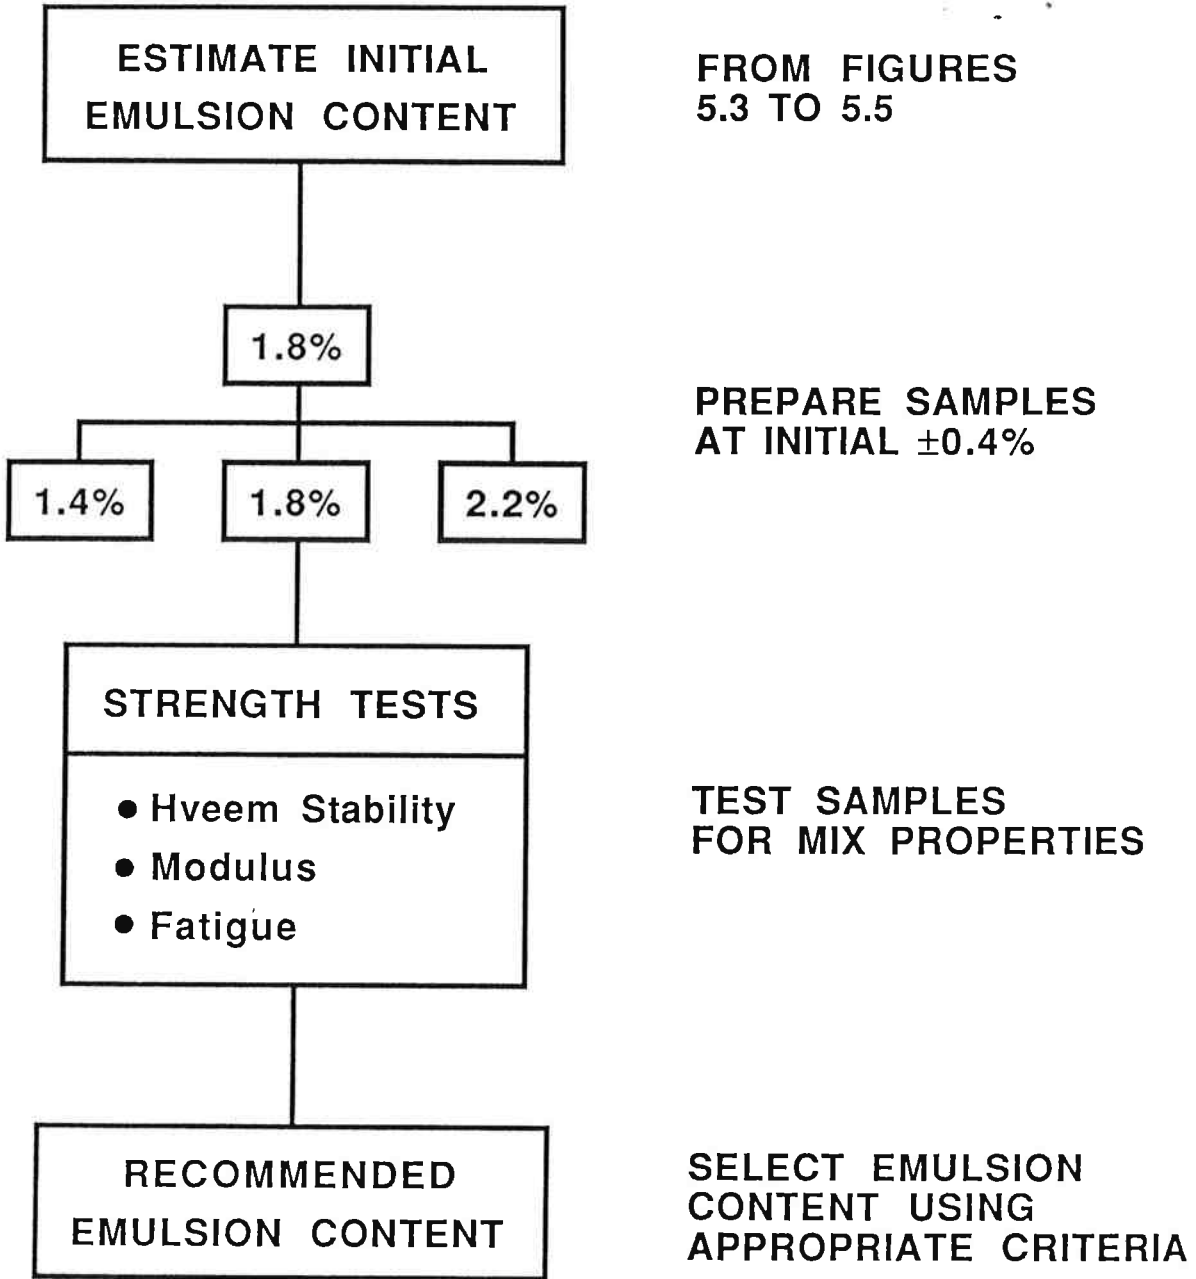 ESTIMATE INITIAL
EMULSION CONTENT
FROM FIGURES
5.3 TO 5.5
1.8%
PREPARE SAMPLES
AT INITIAL ±0.4%
1.4%
1.8%
2.2%
STRENGTH TESTS
● Hveem Stability
● Modulus
● Fatigue
TEST SAMPLES
FOR MIX PROPERTIES
RECOMMENDED
EMULSION CONTENT
SELECT EMULSION
CONTENT USING
APPROPRIATE CRITERIA